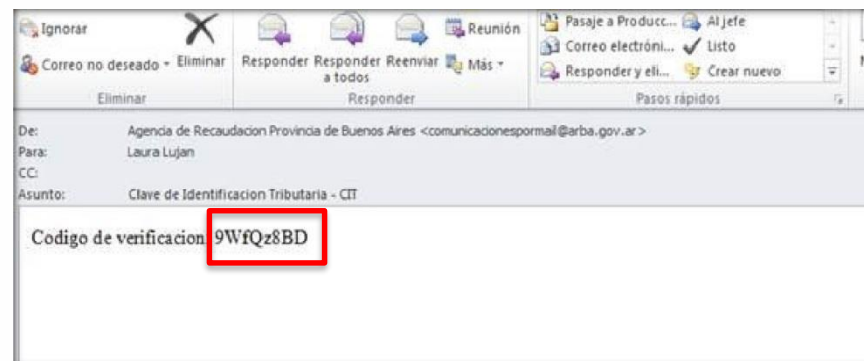 Ignorar
Correo no deseado
Eliminar
Responder
Responder a todos
Reenviar
Reunión
Más
Pasaje a Producc...
Correo electróni...
Responder y eli...
Al jefe
Listo
Crear nuevo
Eliminar
Responder
Pasos rápidos
De: Agencia de Recaudacion Provincia de Buenos Aires <comunicacionespormail@arba.gov.ar>
Para: Laura Lujan
CC:
Asunto: Clave de Identificacion Tributaria - CIT
Codigo de verificacion: 9WfQz8BD